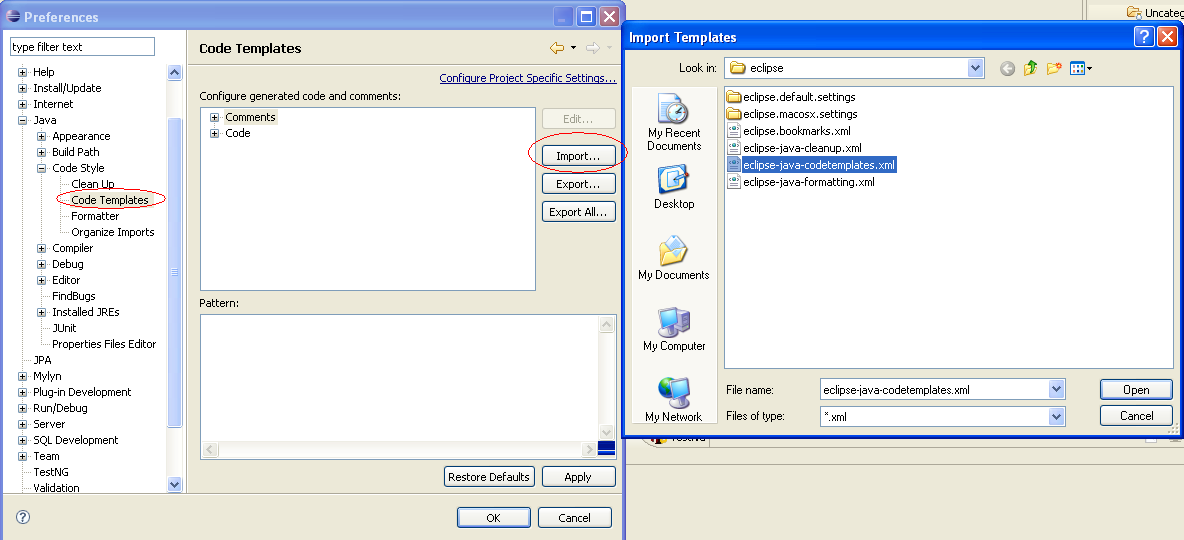 Preferences
type filter text
Help
Install/Update
Internet
Java
Appearance
Build Path
Code Style
Clean Up
Code Templates
Formatter
Organize Imports
Compiler
Debug
Editor
FindBugs
Installed JREs
JUnit
Properties Files Editor
JPA
Mylyn
Plug-in Development
Run/Debug
Server
SQL Development
Team
TestNG
Validation
Code Templates
Configure Project Specific Settings...
Configure generated code and comments:
Comments
Code
Edit...
Import...
Export...
Export All...
Pattern:
Restore Defaults
Apply
OK
Cancel
Import Templates
Look in:
eclipse
My Recent
Documents
Desktop
My Documents
My Computer
My Network
eclipse.default.settings
eclipse.macosx.settings
eclipse.bookmarks.xml
eclipse-java-cleanup.xml
eclipse-java-codetemplates.xml
eclipse-java-formatting.xml
File name:
eclipse-java-codetemplates.xml
Open
Files of type:
*.xml
Cancel
Uncateg